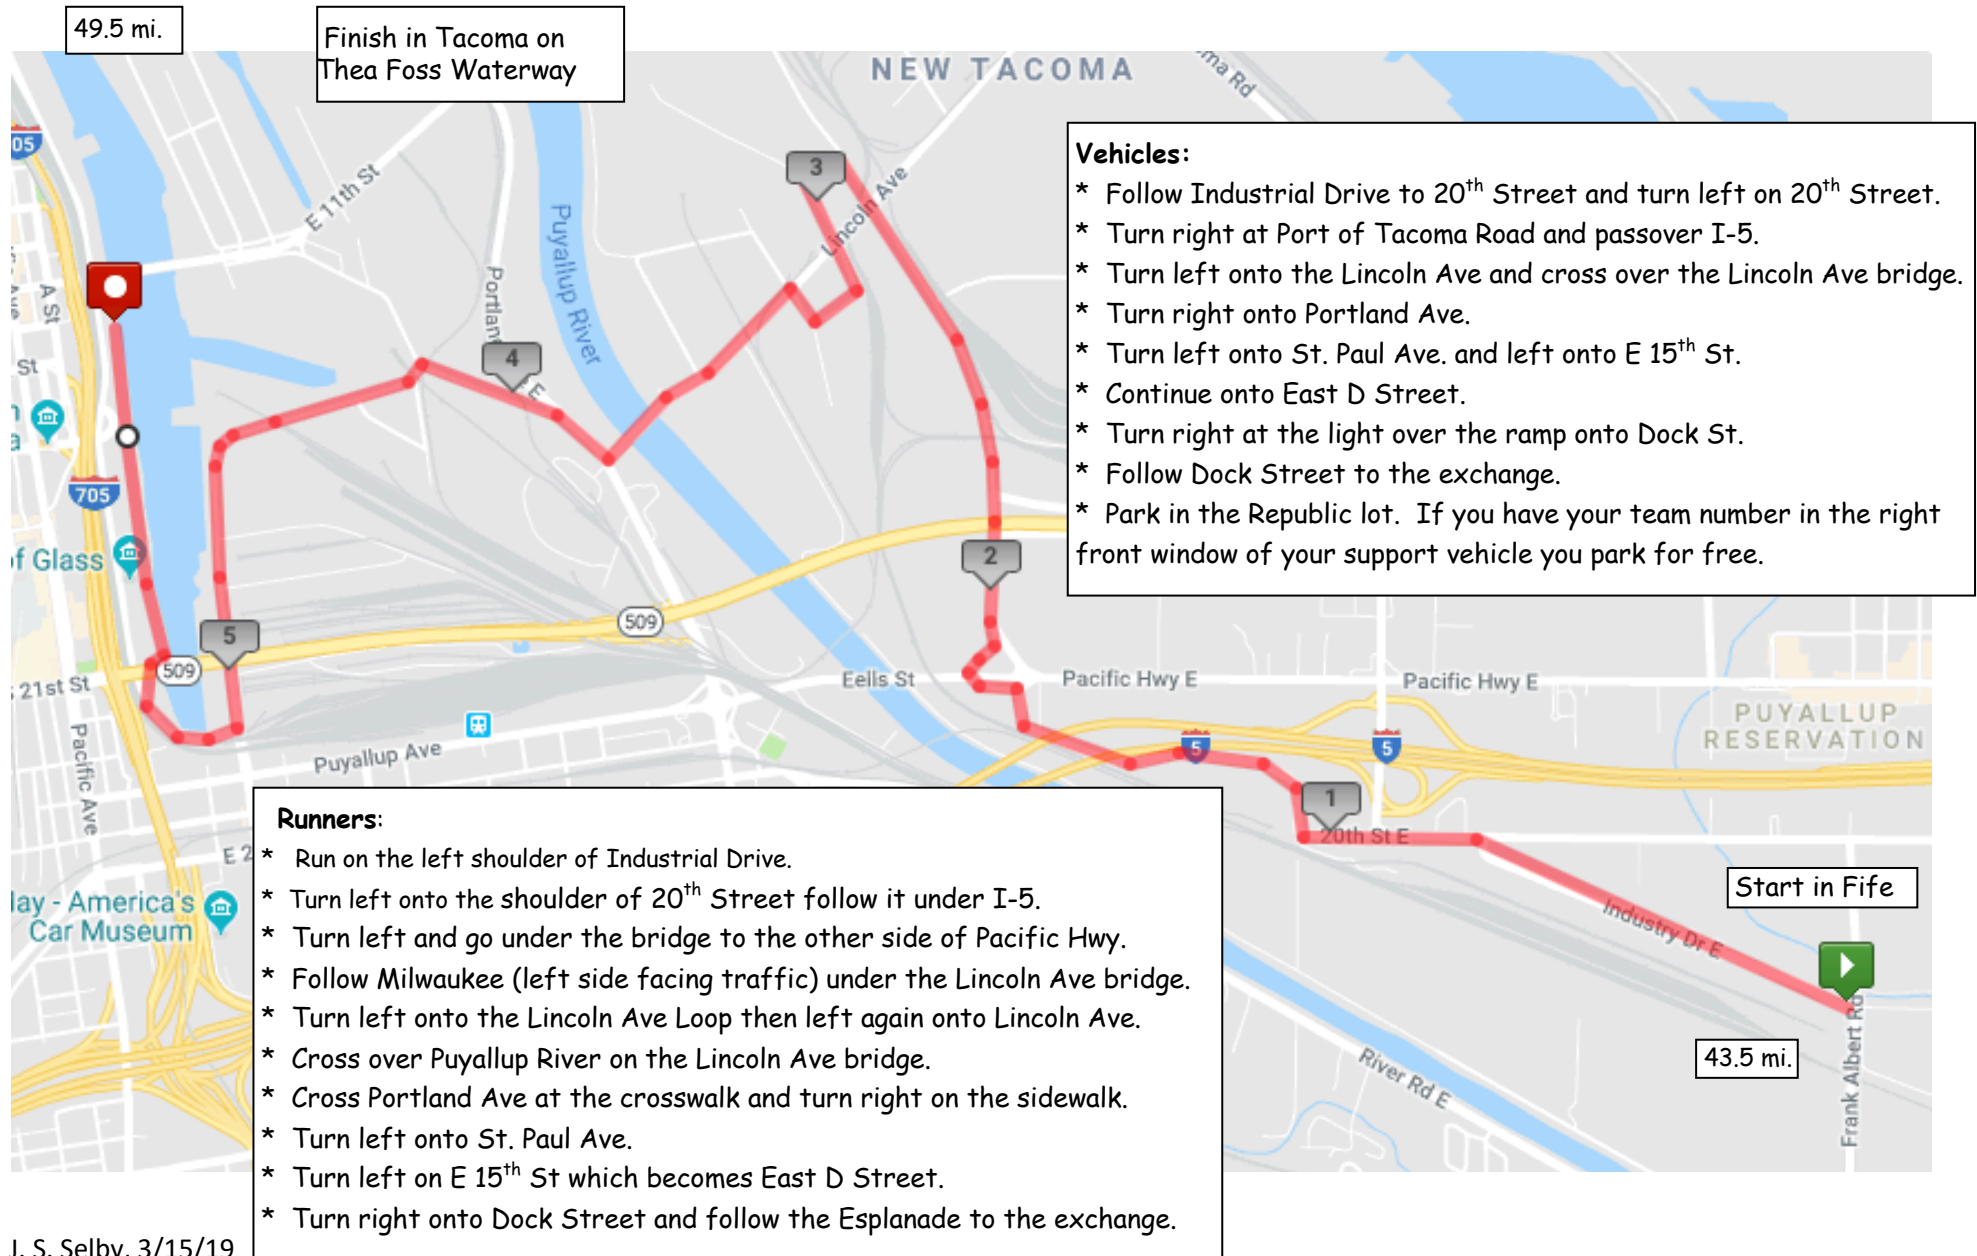 49.5 mi.
Finish in Tacoma on
Thea Foss Waterway
NEW TACOMA
ma Rd
05
Vehicles:
* Follow Industrial Drive to 20th Street and turn left on 20th Street.
* Turn right at Port of Tacoma Road and passover I-5.
* Turn left onto the Lincoln Ave and cross over the Lincoln Ave bridge.
* Turn right onto Portland Ave.
* Turn left onto St. Paul Ave. and left onto E 15th St.
* Continue onto East D Street.
* Turn right at the light over the ramp onto Dock St.
* Follow Dock Street to the exchange.
* Park in the Republic lot. If you have your team number in the right
front window of your support vehicle you park for free.
3
E 11th St
Lincoln Ave
Puyallup River
Portlan
E
A St
St
4
705
of Glass
2
509
5
509
21st St
Eells St
Pacific Hwy E
Pacific Hwy E
PUYALLUP
RESERVATION
Pacific Ave
Puyallup Ave
5
5
1
20th St E
E 2
Start in Fife
Industry Dr E
lay - America's
Car Museum
43.5 mi.
River Rd E
Frank Albert Rd
Runners:
* Run on the left shoulder of Industrial Drive.
* Turn left onto the shoulder of 20th Street follow it under I-5.
* Turn left and go under the bridge to the other side of Pacific Hwy.
* Follow Milwaukee (left side facing traffic) under the Lincoln Ave bridge.
* Turn left onto the Lincoln Ave Loop then left again onto Lincoln Ave.
* Cross over Puyallup River on the Lincoln Ave bridge.
* Cross Portland Ave at the crosswalk and turn right on the sidewalk.
* Turn left onto St. Paul Ave.
* Turn left on E 15th St which becomes East D Street.
* Turn right onto Dock Street and follow the Esplanade to the exchange.
J. S. Selby, 3/15/19